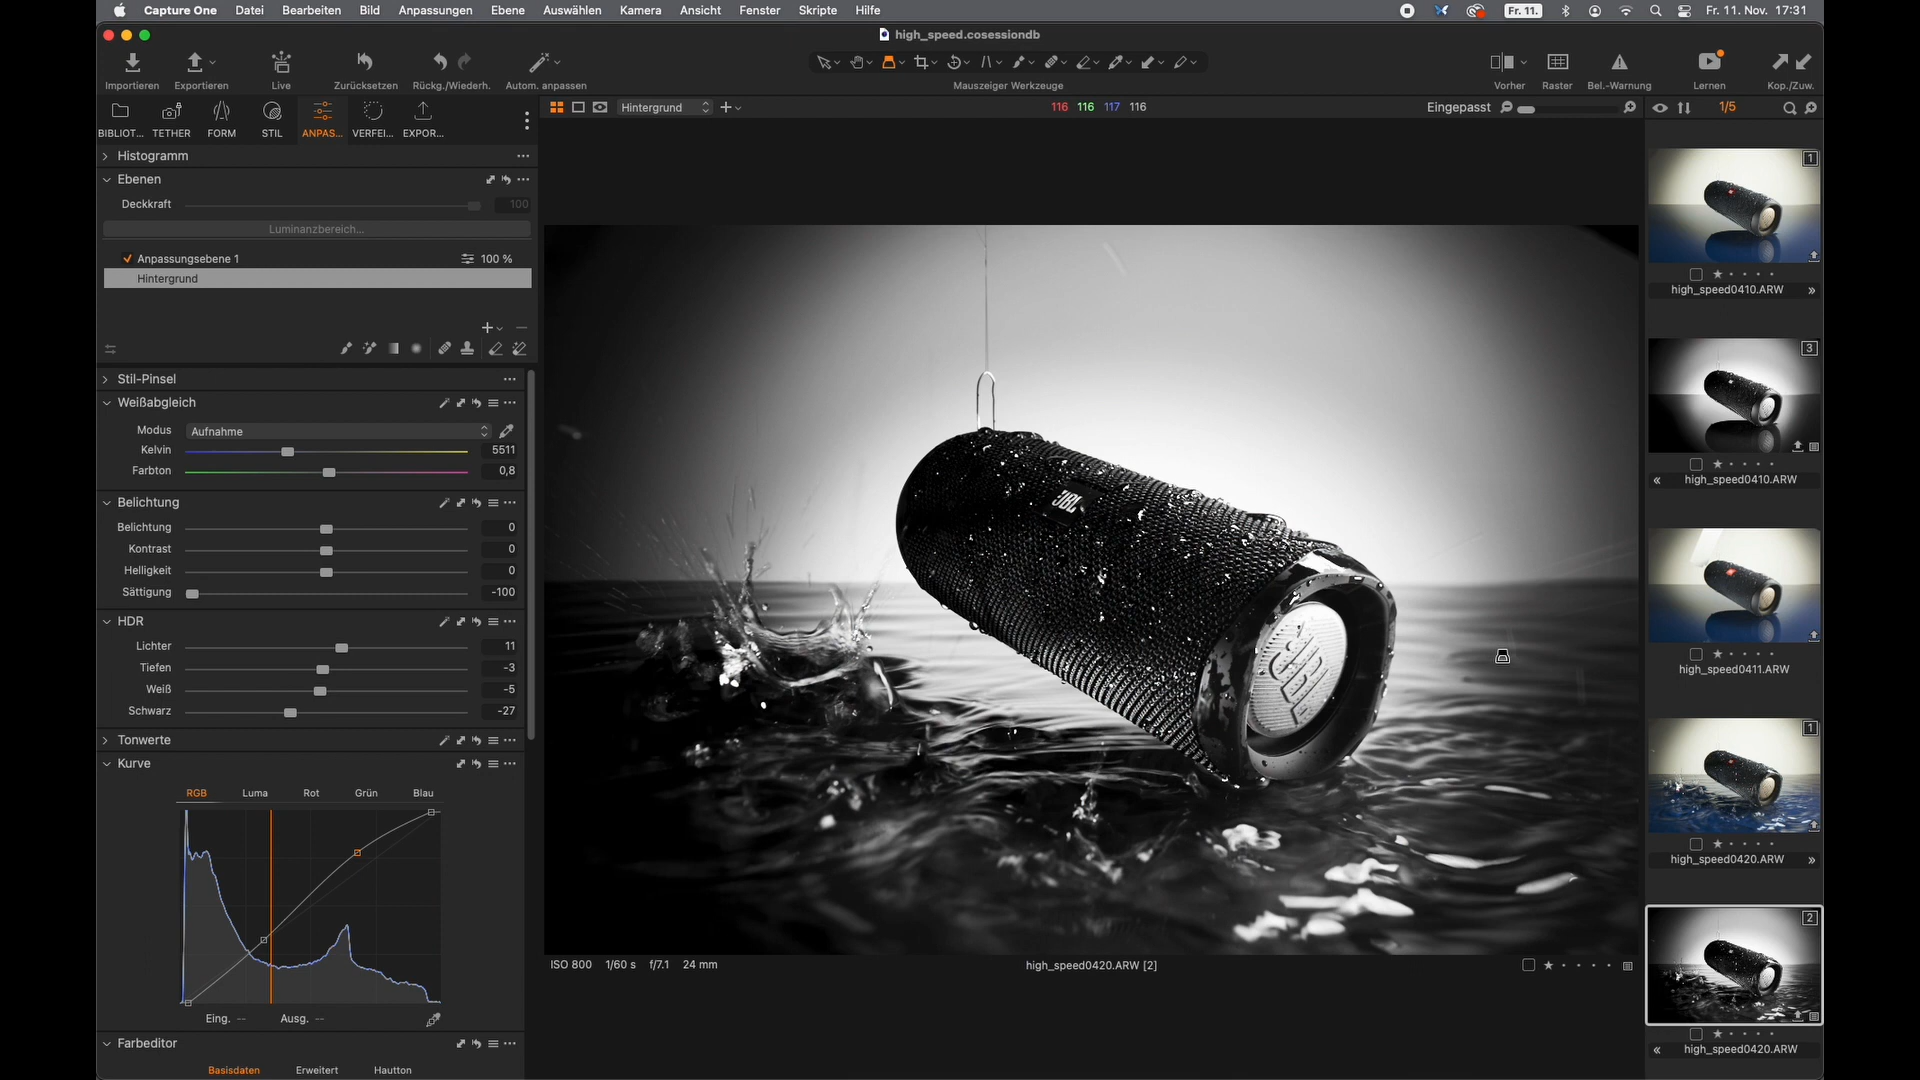 Capture One Datei Bearbeiten Bild Anpassungen Ebene Auswählen Kamera Ansicht Fenster Skripte Hilfe Fr. 11. Fr. 11. Nov. 17:31
high_speed.cosessiondb
Importieren Exportieren Live Zurücksetzen Rückg./Wiederh. Autom. anpassen Mauszeiger Werkzeuge Vorher Raster Bel.-Warnung Lernen Kop./Zuw.
BIBLIOT... TETHER FORM STIL ANPAS... VERFEI... EXPOR...
Hintergrund 116 116 117 116 Eingepasst 1/5
Histogramm
Ebenen
Deckkraft 100
Luminanzbereich...
Anpassungsebene 1 100 %
Hintergrund
Stil-Pinsel
Weißabgleich
Modus Aufnahme
Kelvin 5511
Farbton 0,8
Belichtung
Belichtung 0
Kontrast 0
Helligkeit 0
Sättigung -100
HDR
Lichter 11
Tiefen -3
Weiß -5
Schwarz -27
Tonwerte
Kurve
RGB Luma Rot Grün Blau
Eing. -- Ausg. --
Farbeditor
Basisdaten Erweitert Hautton
JBL
JBL
ISO 800 1/60 s f/7.1 24 mm high_speed0420.ARW [2]
1
high_speed0410.ARW »
3
« high_speed0410.ARW
high_speed0411.ARW
1
high_speed0420.ARW »
2
« high_speed0420.ARW